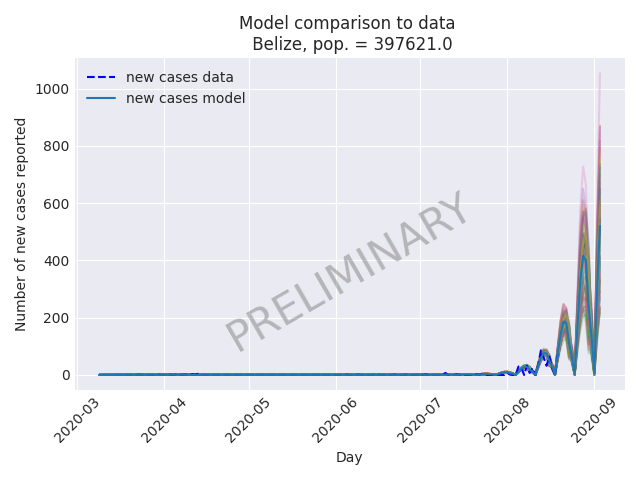 Model comparison to data
Belize, pop. = 397621.0
new cases data
new cases model
Number of new cases reported
1000
800
600
400
200
0
PRELIMINARY
2020-03
2020-04
2020-05
2020-06
2020-07
2020-08
2020-09
Day